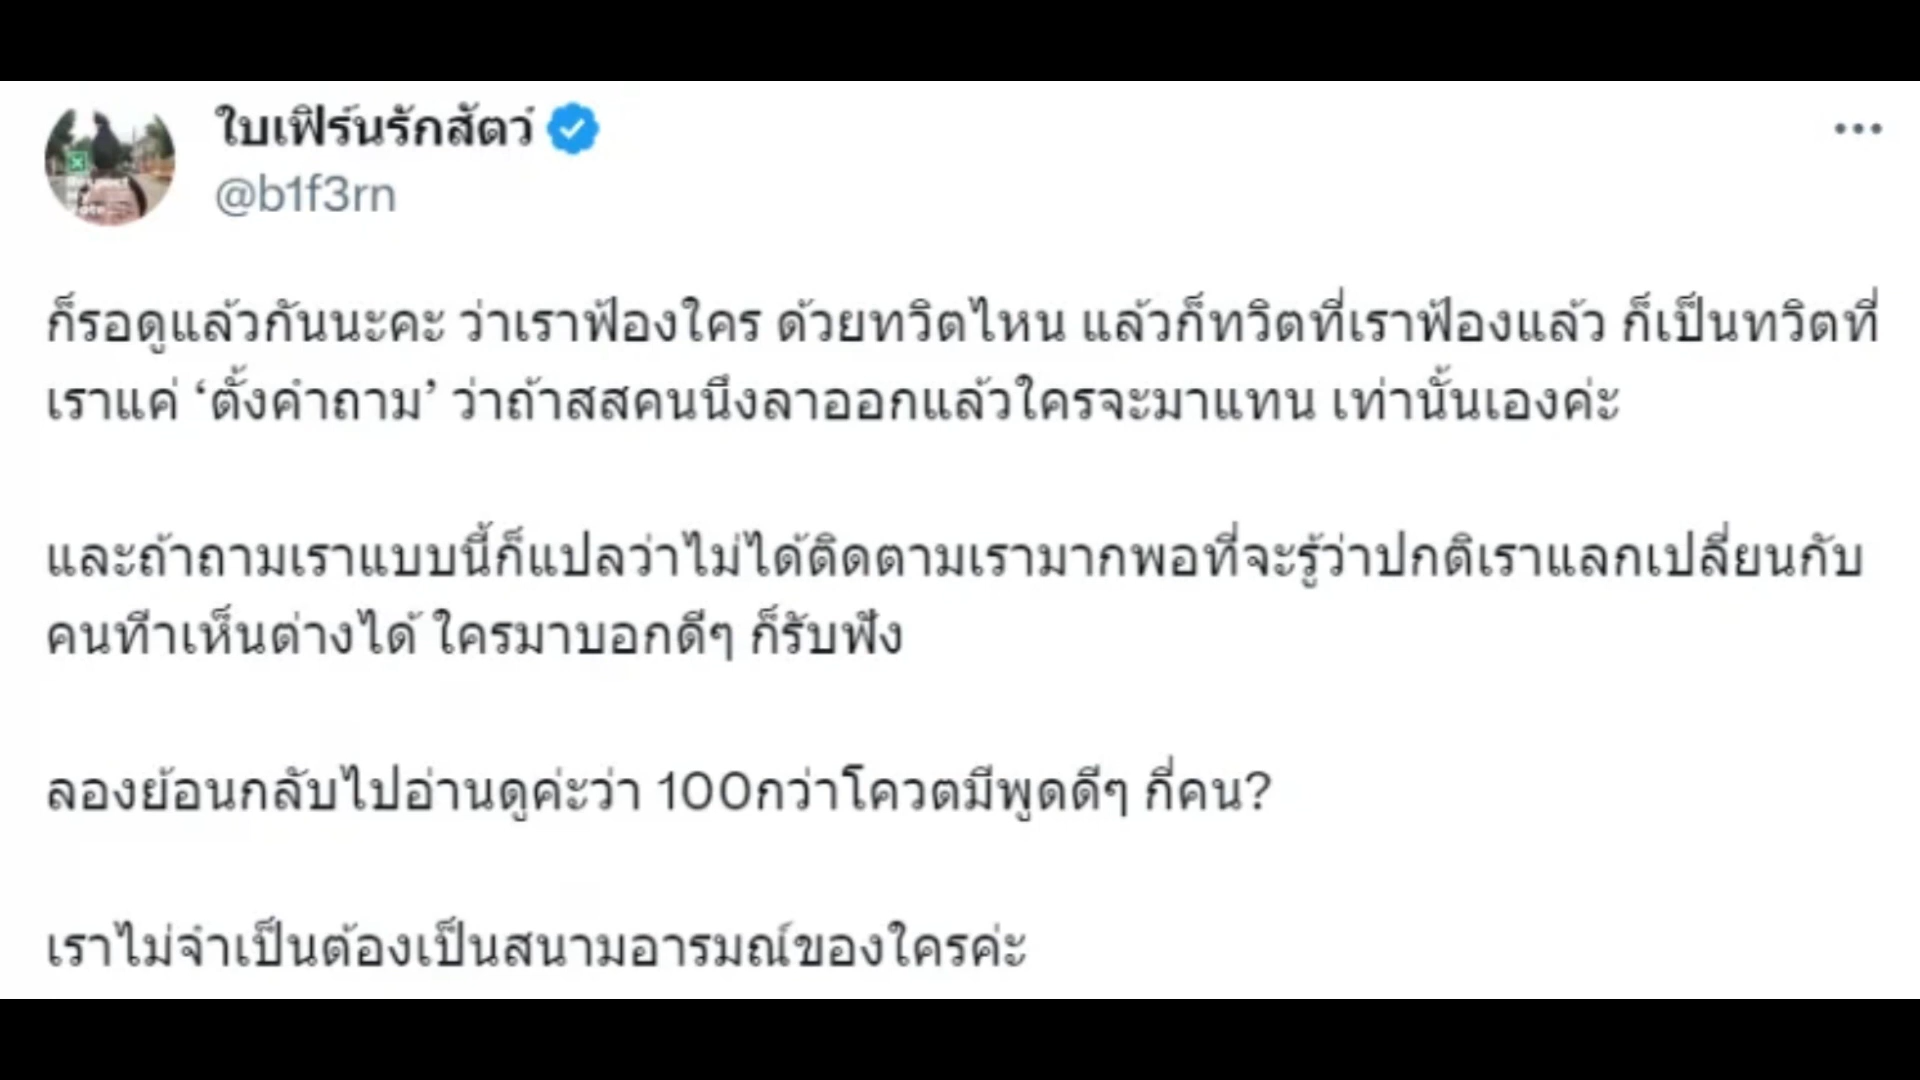 ใบเฟิร์นรักสัตว์
@b1f3rn
ก็รอดูแล้วกันนะคะ ว่าเราฟ้องใคร ด้วยทวิตไหน แล้วก็ทวิตที่เราฟ้องแล้ว ก็เป็นทวิตที่
เราแค่ ‘ตั้งคำถาม’ ว่าถ้าสสคนนึงลาออกแล้วใครจะมาแทน เท่านั้นเองค่ะ
และถ้าถามเราแบบนี้ก็แปลว่าไม่ได้ติดตามเรามากพอที่จะรู้ว่าปกติเราแลกเปลี่ยนกับ
คนทีาเห็นต่างได้ ใครมาบอกดีๆ ก็รับฟัง
ลองย้อนกลับไปอ่านดูค่ะว่า 100กว่าโควตมีพูดดีๆ กี่คน?
เราไม่จำเป็นต้องเป็นสนามอารมณ์ของใครค่ะ